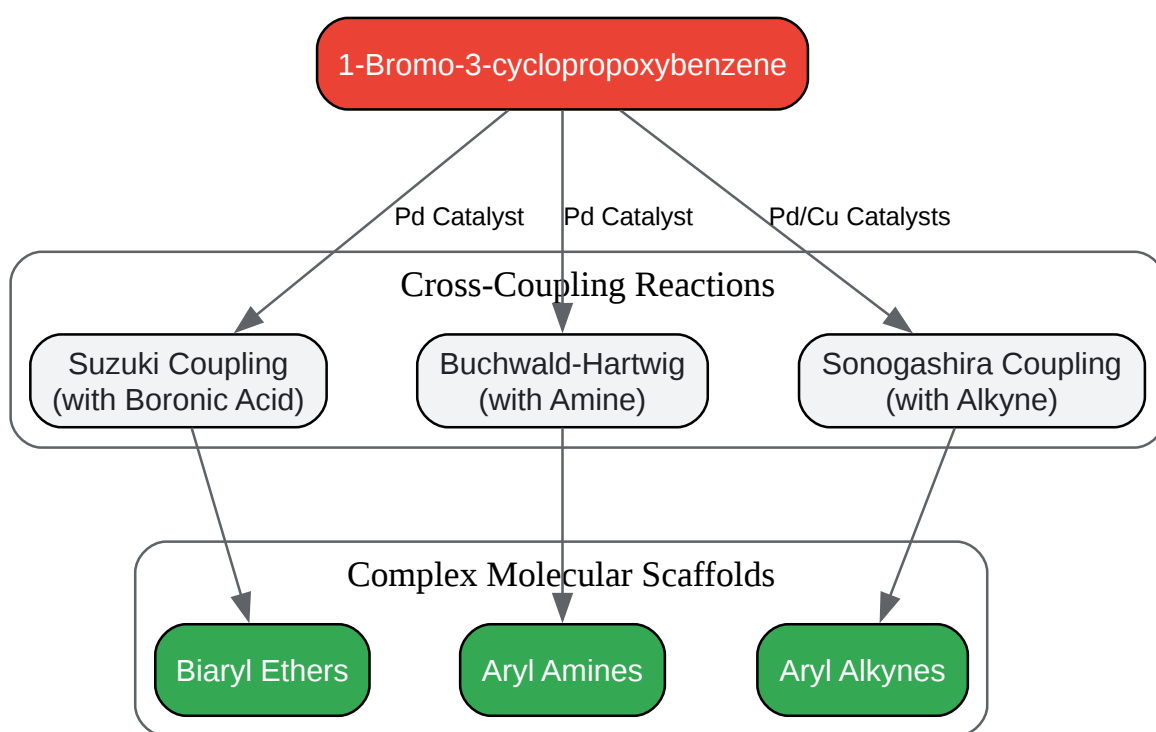 1-Bromo-3-cyclopropoxybenzene
Pd Catalyst
Pd Catalyst
Pd/Cu Catalysts
Cross-Coupling Reactions
Suzuki Coupling
(with Boronic Acid)
Buchwald-Hartwig
(with Amine)
Sonogashira Coupling
(with Alkyne)
Complex Molecular Scaffolds
Biaryl Ethers
Aryl Amines
Aryl Alkynes